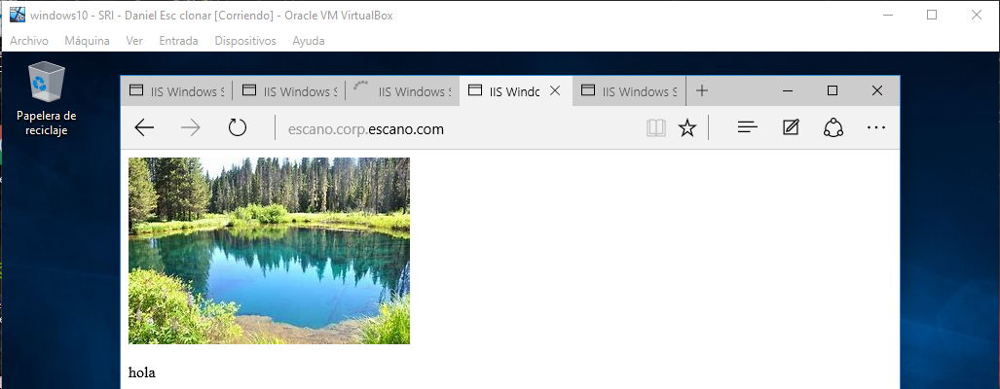 windows10 - SRI - Daniel Esc clonar [Corriendo] - Oracle VM VirtualBox
Archivo Máquina Ver Entrada Dispositivos Ayuda
Papelera de
reciclaje
IIS Windows S IIS Windows S IIS Windows S IIS Windo IIS Windows S
escano.corp.escano.com
hola